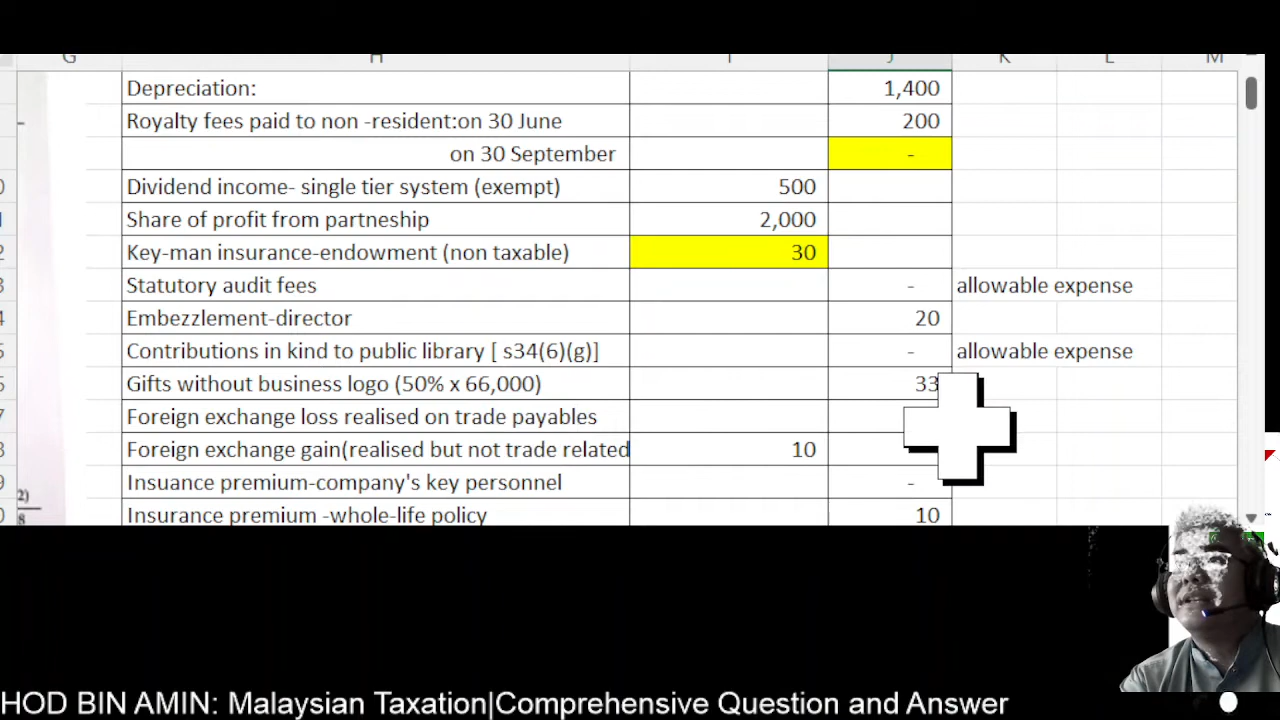 G H I J K L M
Depreciation: 1,400
Royalty fees paid to non -resident:on 30 June 200
on 30 September -
Dividend income- single tier system (exempt) 500
Share of profit from partneship 2,000
Key-man insurance-endowment (non taxable) 30
Statutory audit fees - allowable expense
Embezzlement-director 20
Contributions in kind to public library [ s34(6)(g)] - allowable expense
Gifts without business logo (50% x 66,000) 33
Foreign exchange loss realised on trade payables
Foreign exchange gain(realised but not trade related 10
Insuance premium-company's key personnel -
Insurance premium -whole-life policy 10
2)
8
HOD BIN AMIN: Malaysian Taxation|Comprehensive Question and Answer